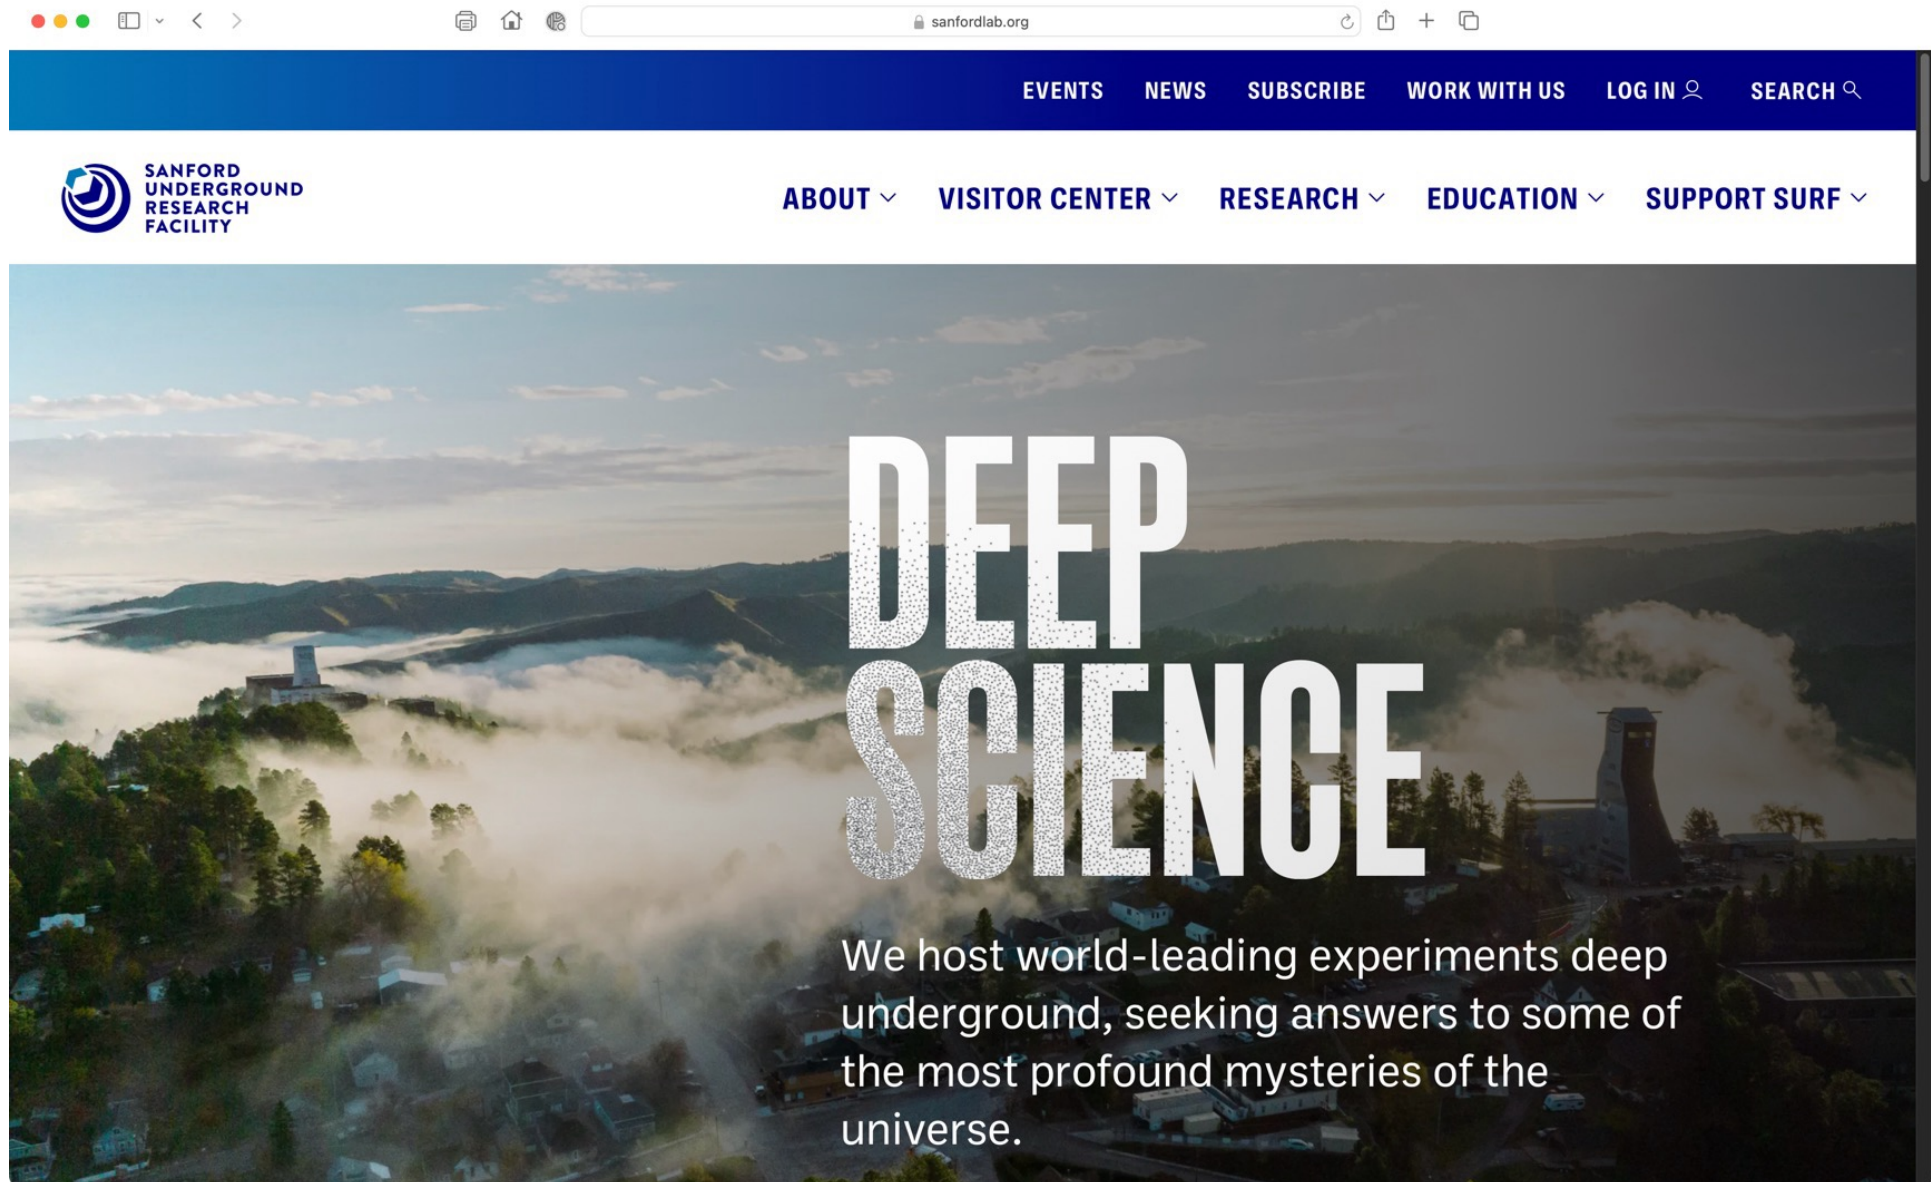 sanfordlab.org
EVENTS NEWS SUBSCRIBE WORK WITH US LOG IN SEARCH
SANFORD
UNDERGROUND
RESEARCH
FACILITY
ABOUT VISITOR CENTER RESEARCH EDUCATION SUPPORT SURF
DEEP
SCIENCE
We host world-leading experiments deep
underground, seeking answers to some of
the most profound mysteries of the
universe.